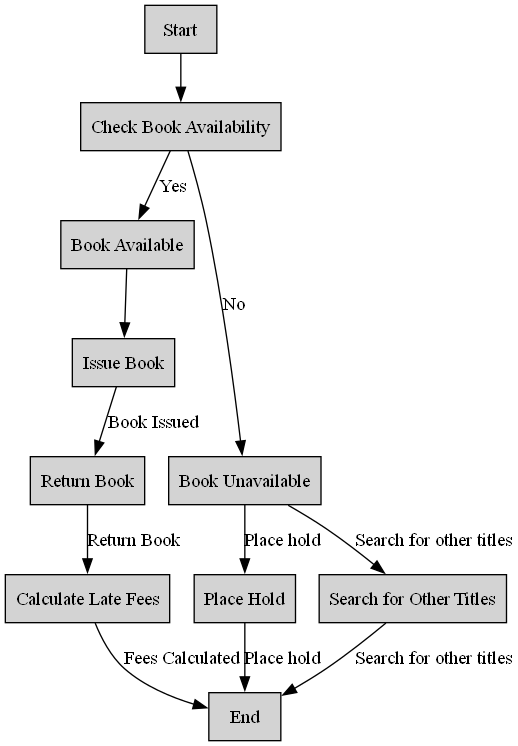 Start
Check Book Availability
Yes
Book Available
No
Issue Book
Book Issued
Return Book
Book Unavailable
Return Book
Place hold
Search for other titles
Calculate Late Fees
Place Hold
Search for Other Titles
Fees Calculated
Place hold
Search for other titles
End